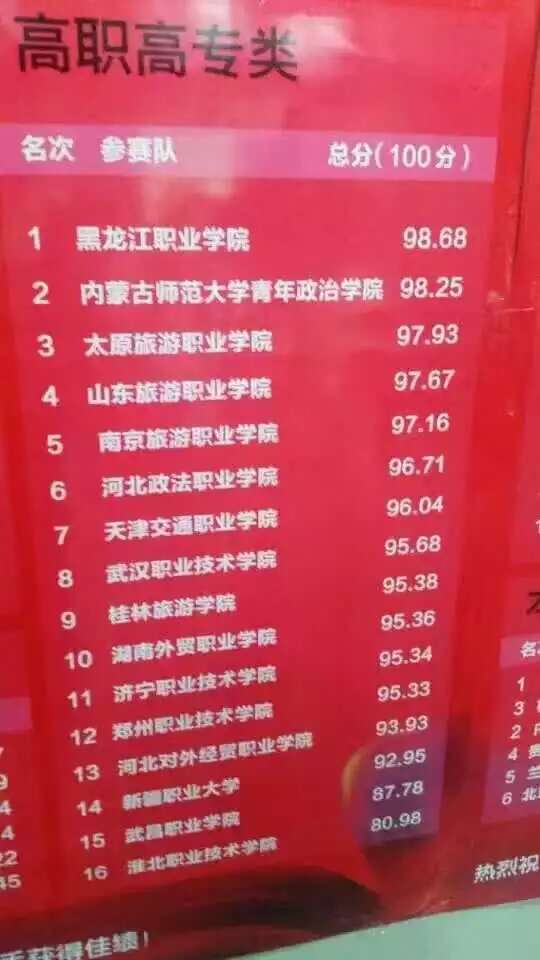 高职高专类
名次 参赛队 总分(100分)
1 黑龙江职业学院 98.68
2 内蒙古师范大学青年政治学院 98.25
3 太原旅游职业学院 97.93
4 山东旅游职业学院 97.67
5 南京旅游职业学院 97.16
6 河北政法职业学院 96.71
7 天津交通职业学院 96.04
8 武汉职业技术学院 95.68
9 桂林旅游学院 95.38
10 湖南外贸职业学院 95.36
11 济宁职业技术学院 95.34
12 郑州职业技术学院 95.33
13 河北对外经贸职业学院 93.93
14 新疆职业大学 92.95
15 武昌职业学院 87.78
16 淮北职业技术学院 80.98
获得佳绩!
1
3
2
4
5
6
热烈祝